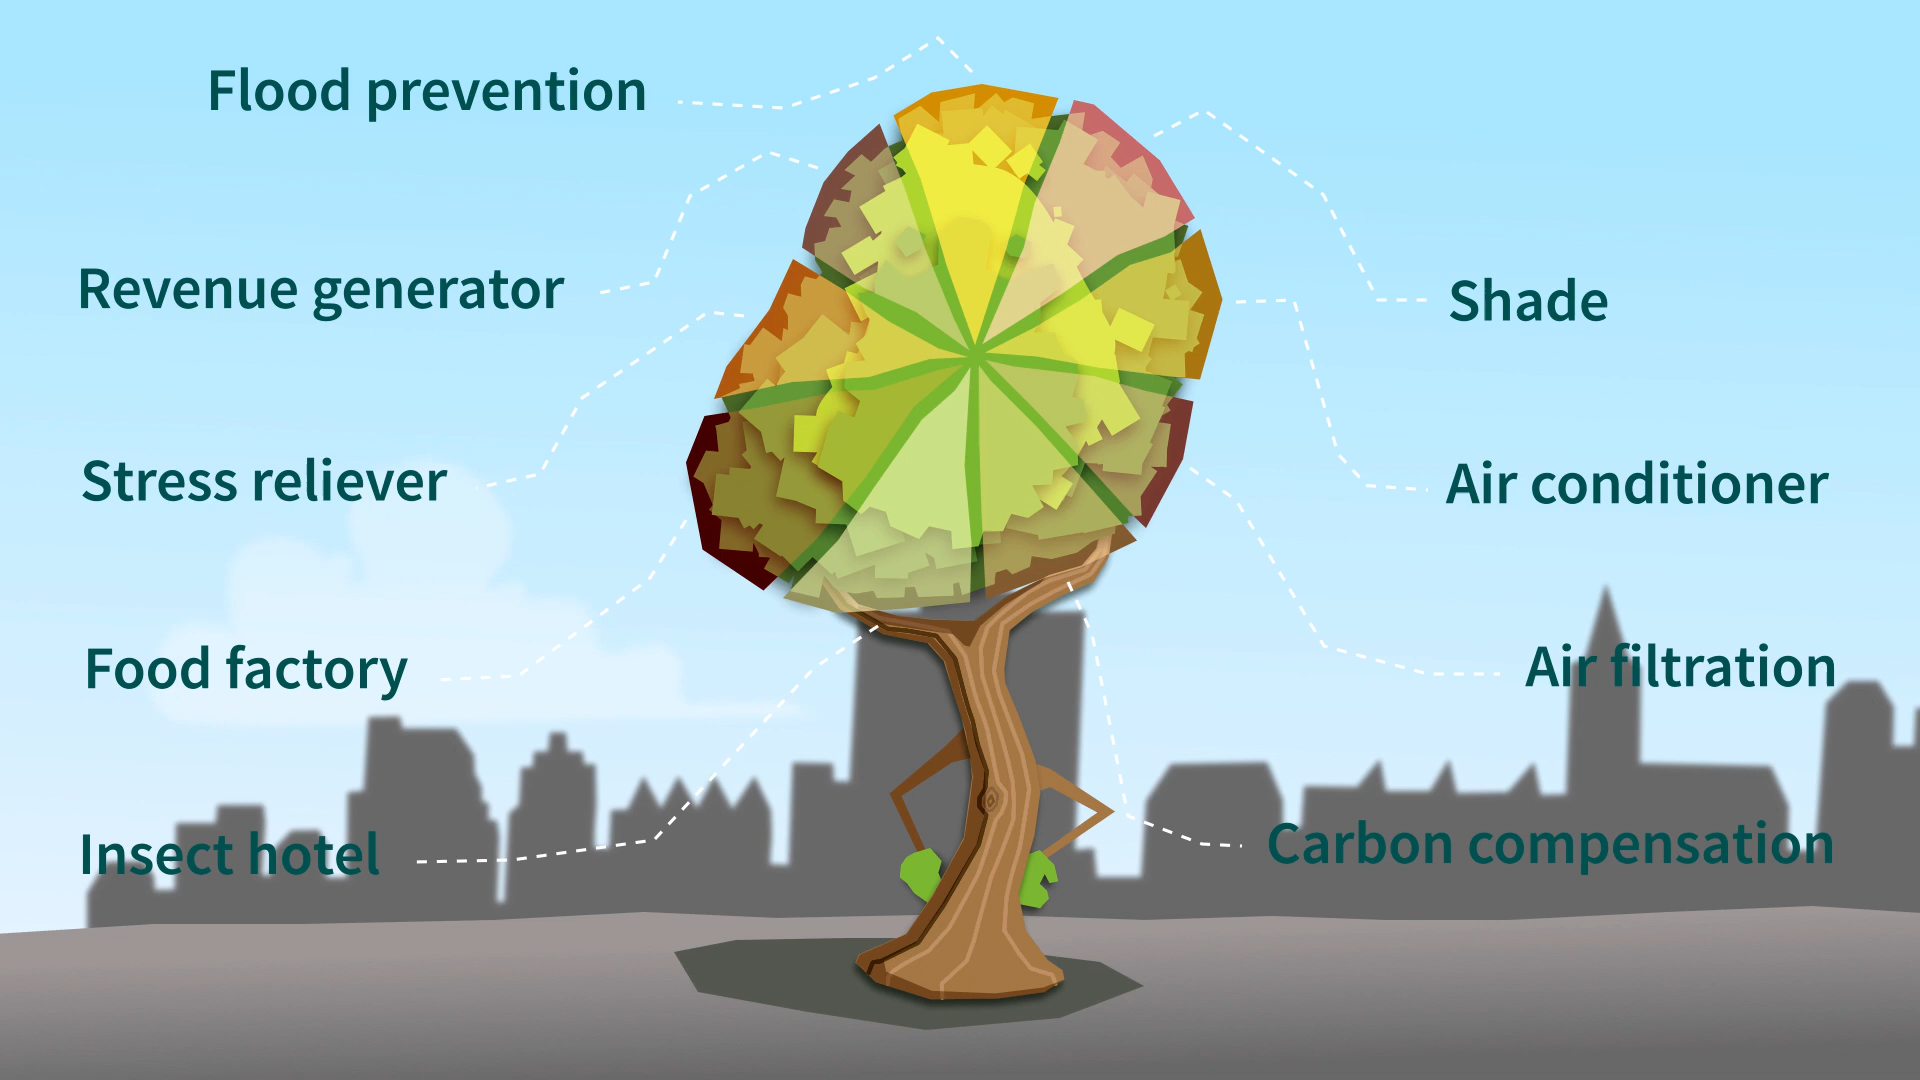 Flood prevention
Revenue generator
Stress reliever
Food factory
Insect hotel
Shade
Air conditioner
Air filtration
Carbon compensation